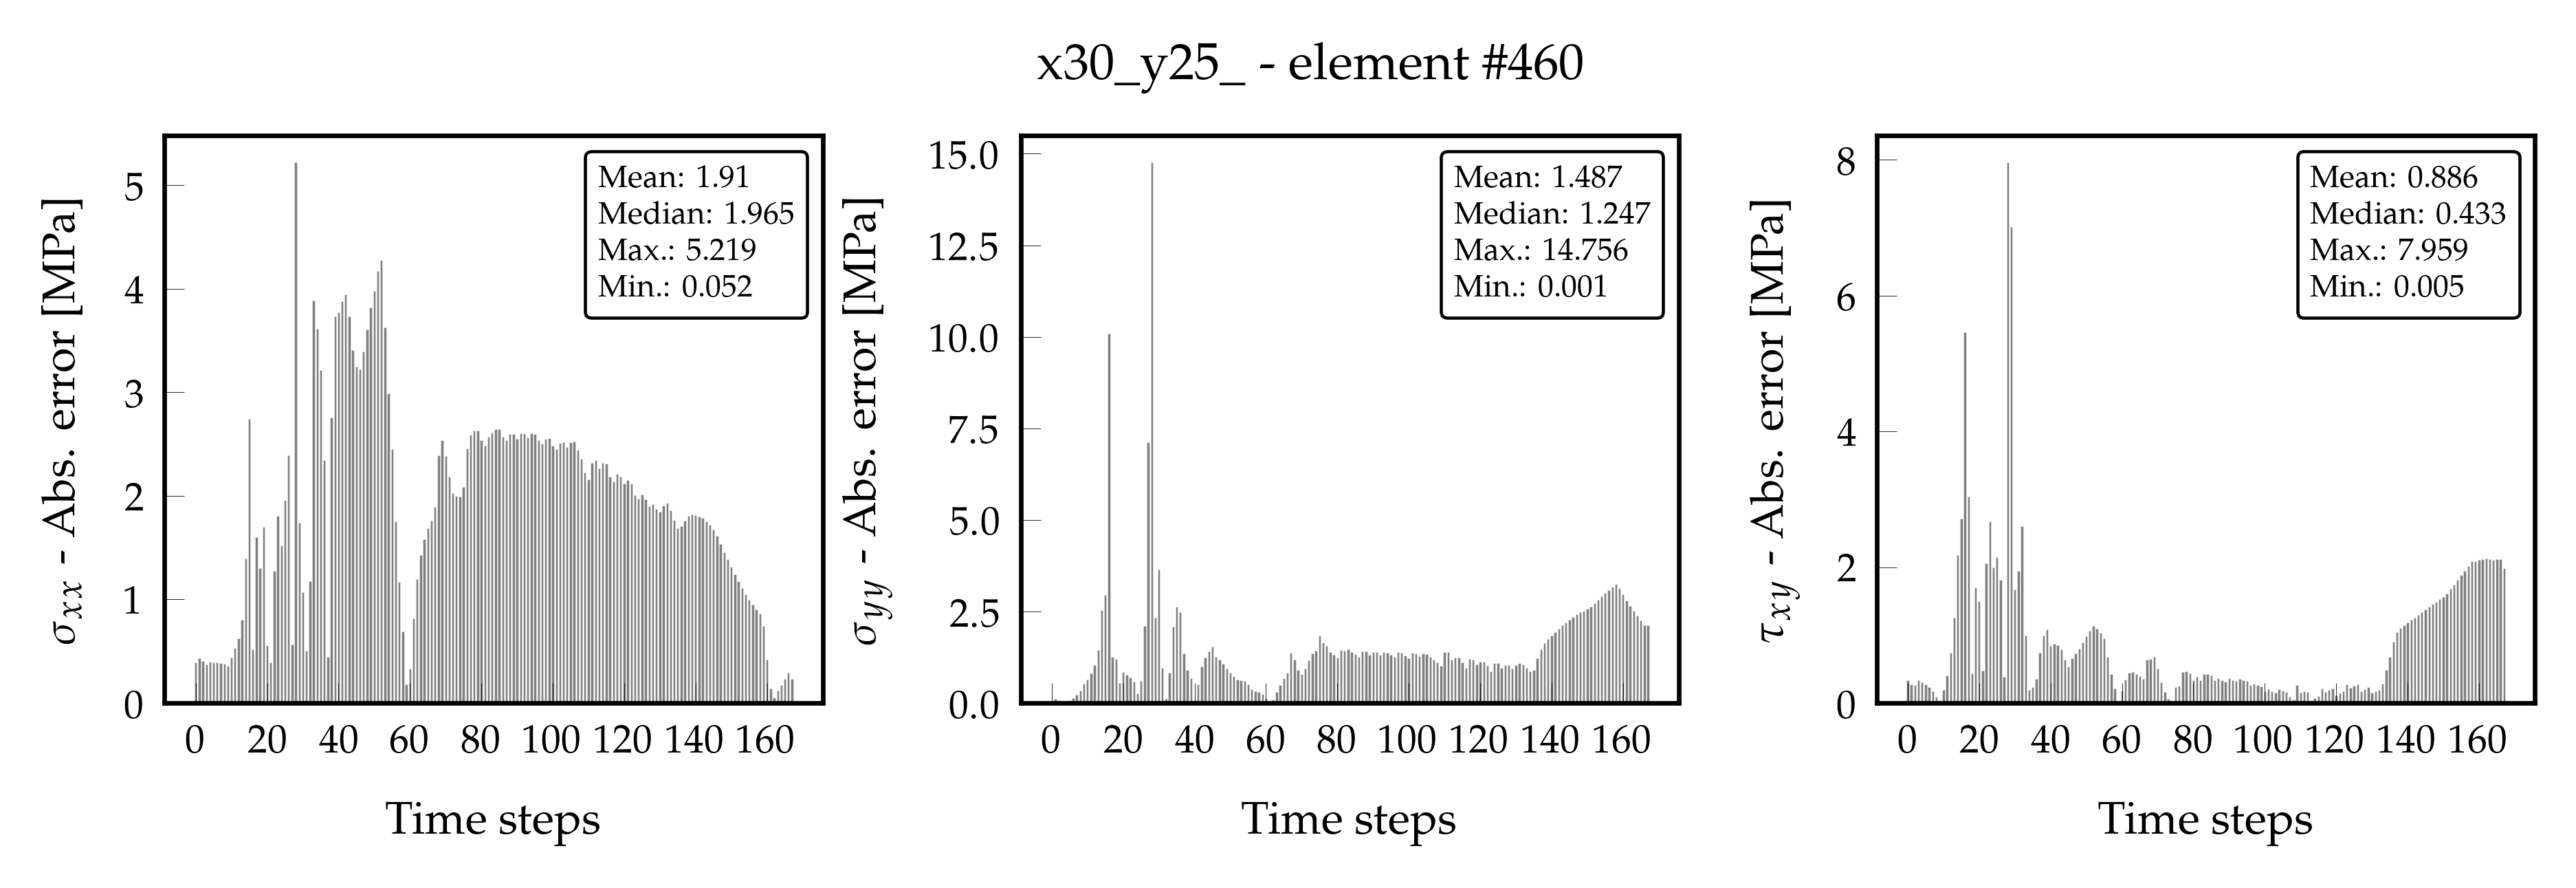 x30_y25_ - element #460
σxx - Abs. error [MPa]
5
4
3
2
1
0
Mean: 1.91
Median: 1.965
Max.: 5.219
Min.: 0.052
0 20 40 60 80 100 120 140 160
Time steps
σyy - Abs. error [MPa]
15.0
12.5
10.0
7.5
5.0
2.5
0.0
Mean: 1.487
Median: 1.247
Max.: 14.756
Min.: 0.001
0 20 40 60 80 100 120 140 160
Time steps
τxy - Abs. error [MPa]
8
6
4
2
0
Mean: 0.886
Median: 0.433
Max.: 7.959
Min.: 0.005
0 20 40 60 80 100 120 140 160
Time steps